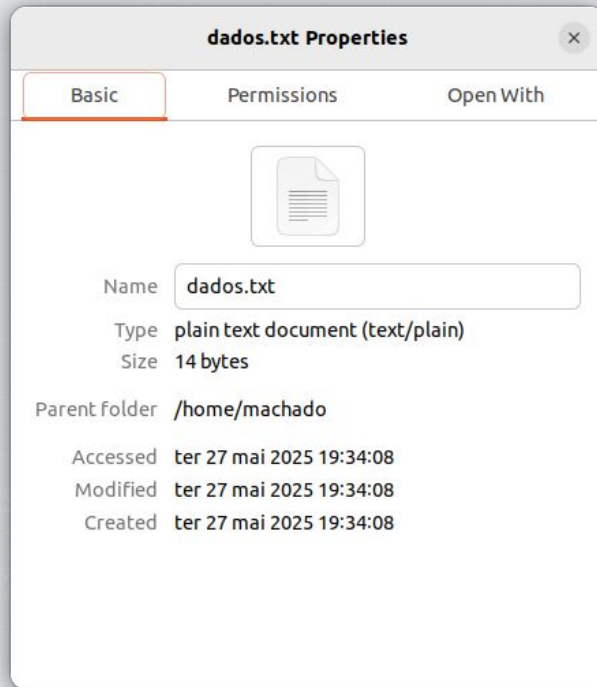 dados.txt Properties
Basic Permissions Open With
Name dados.txt
Type plain text document (text/plain)
Size 14 bytes
Parent folder /home/machado
Accessed ter 27 mai 2025 19:34:08
Modified ter 27 mai 2025 19:34:08
Created ter 27 mai 2025 19:34:08